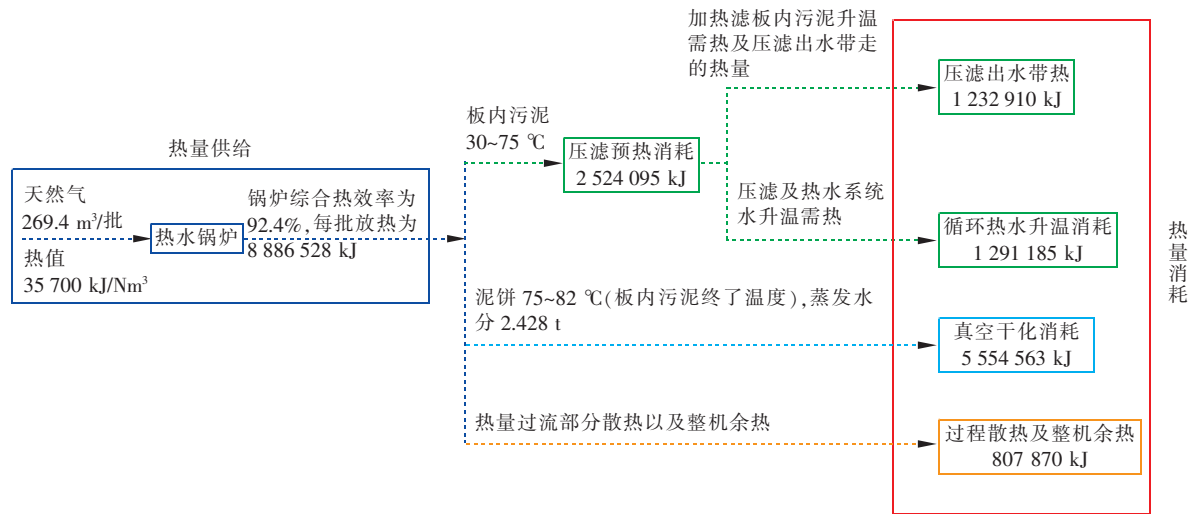 热量供给
天然气
269.4 m³/批
热值
35 700 kJ/Nm³
热水锅炉
锅炉综合热效率为
92.4%,每批放热为
8 886 528 kJ
板内污泥
30~75 ℃
压滤预热消耗
2 524 095 kJ
加热滤板内污泥升温
需热及压滤出水带走
的热量
压滤出水带热
1 232 910 kJ
压滤及热水系统
水升温需热
循环热水升温消耗
1 291 185 kJ
泥饼 75~82 ℃(板内污泥终了温度),蒸发水
分 2.428 t
真空干化消耗
5 554 563 kJ
热量过流部分散热以及整机余热
过程散热及整机余热
807 870 kJ
热量消耗